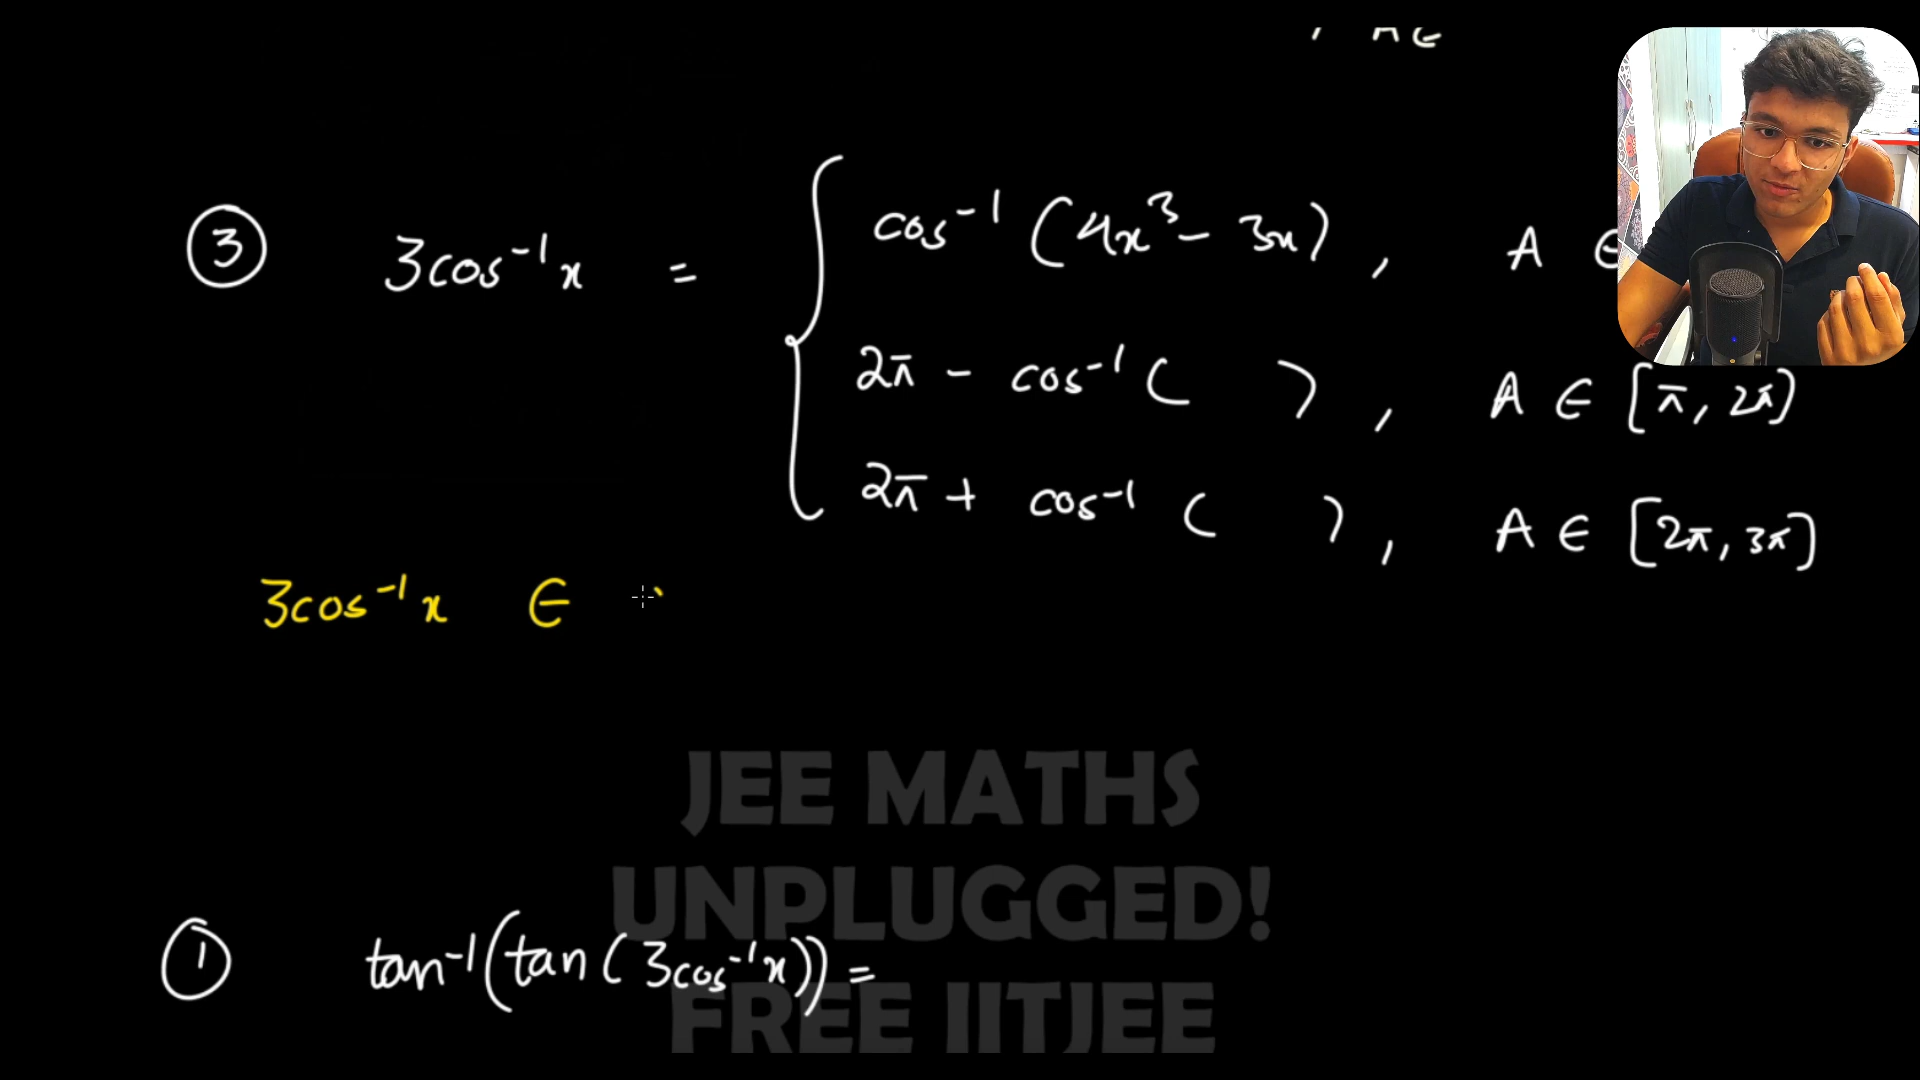 , A ∈
③ 3cos⁻¹x = { cos⁻¹(4x³ - 3x), A ∈
2π - cos⁻¹( ), A ∈ [π, 2π]
2π + cos⁻¹( ), A ∈ [2π, 3π]
3cos⁻¹x ∈
JEE MATHS
UNPLUGGED!
① tan⁻¹(tan(3cos⁻¹x)) =
FREE IITJEE